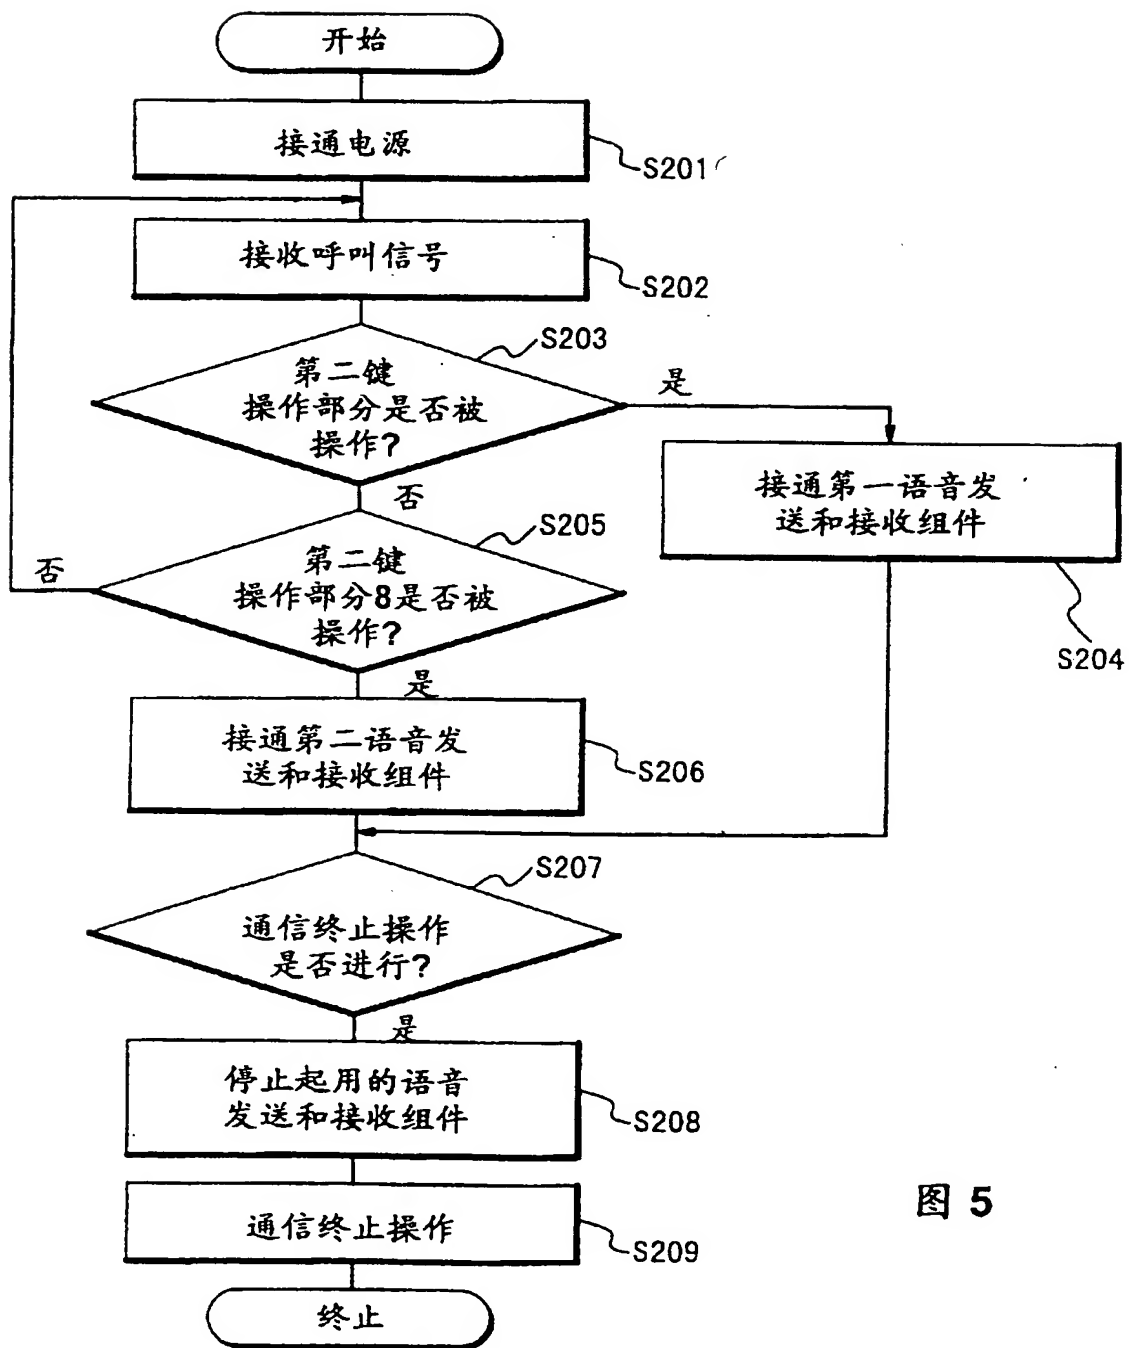 开始
接通电源
S201
接收呼叫信号
S202
S203
第二键
操作部分是否被
操作?
是
否
接通第一语音发
送和接收组件
S204
S205
第二键
操作部分8是否被
操作?
否
是
接通第二语音发
送和接收组件
S206
S207
通信终止操作
是否进行?
是
停止起用的语音
发送和接收组件
S208
通信终止操作
S209
终止
图 5